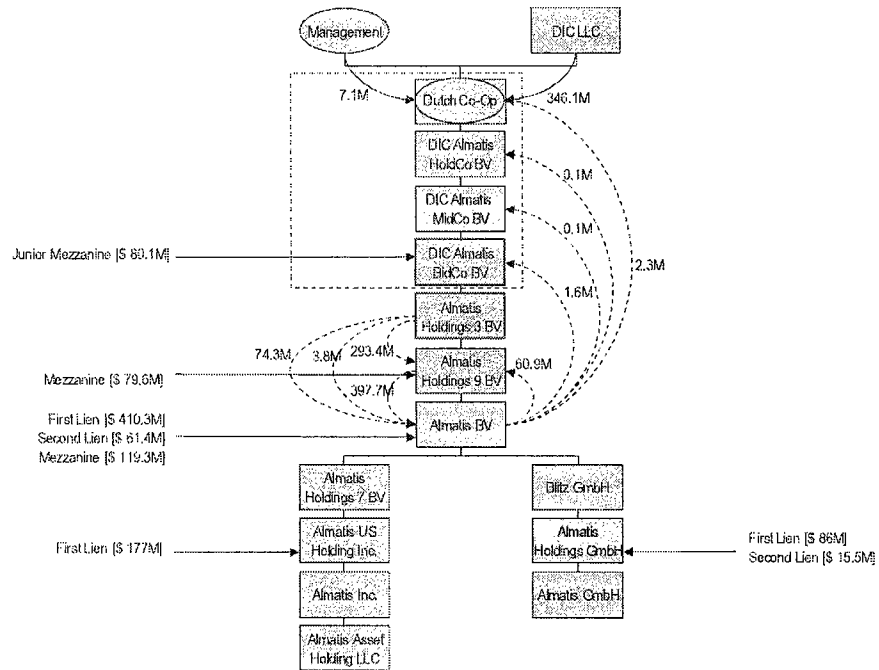 Management
DIC LLC
7.1M
Dutch Co-Op
346.1M
DIC Almatis
HoldCo BV
0.1M
DIC Almatis
MidCo BV
0.1M
Junior Mezzanine [$ 80.1M]
DIC Almatis
BidCo BV
2.3M
1.6M
Almatis
Holdings 3 BV
74.3M
3.8M
293.4M
Almatis
Holdings 9 BV
60.9M
Mezzanine [$ 79.6M]
397.7M
First Lien [$ 410.3M]
Second Lien [$ 61.4M]
Mezzanine [$ 119.3M]
Almatis BV
Almatis
Holdings 7 BV
Blitz GmbH
First Lien [$ 177M]
Almatis US
Holding Inc.
Almatis
Holdings GmbH
First Lien [$ 86M]
Second Lien [$ 15.5M]
Almatis Inc.
Almatis GmbH
Almatis Asset
Holding LLC